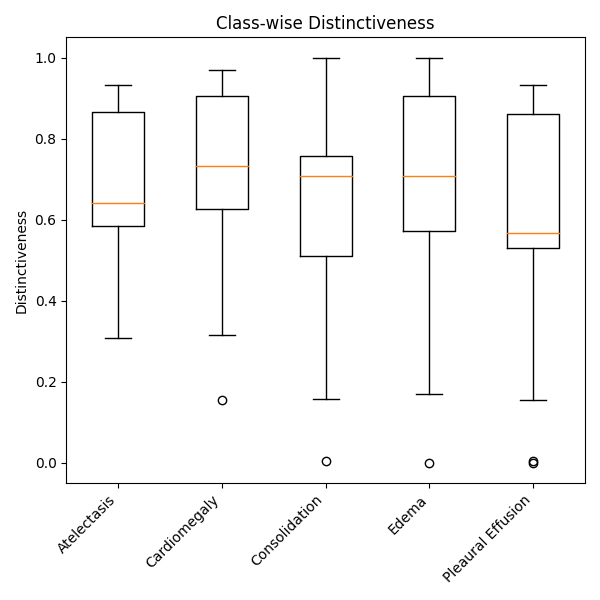 Class-wise Distinctiveness
Distinctiveness
1.0
0.8
0.6
0.4
0.2
0.0
Atelectasis
Cardiomegaly
Consolidation
Edema
Pleaural Effusion